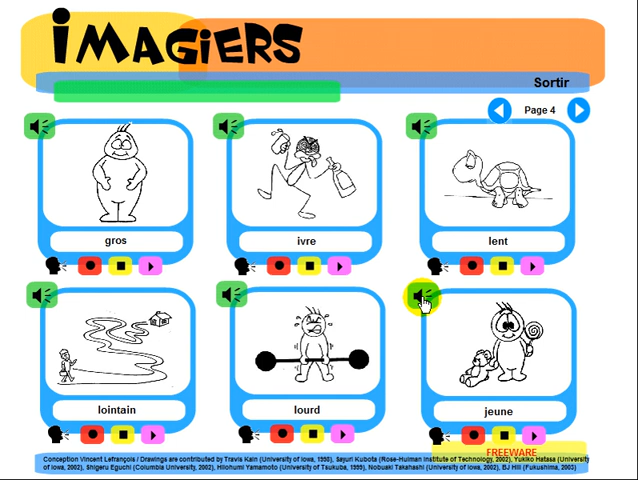 iMAGiERS
Sortir
Page 4
gros
ivre
lent
lointain
lourd
jeune
FREEWARE
Conception Vincent Lefrançois / Drawings are contributed by Travis Kain (University of Iowa, 1998), Sayuri Kubota (Rose-Hulman Institute of Technology, 2002), Yukiko Hatasa (University
of Iowa, 2002), Shigeru Eguchi (Columbia University, 2002), Hilofumi Yamamoto (University of Tsukuba, 1999), Nobuaki Takahashi (University of Iowa, 2002), BJ Hill (Fukushima, 2003)